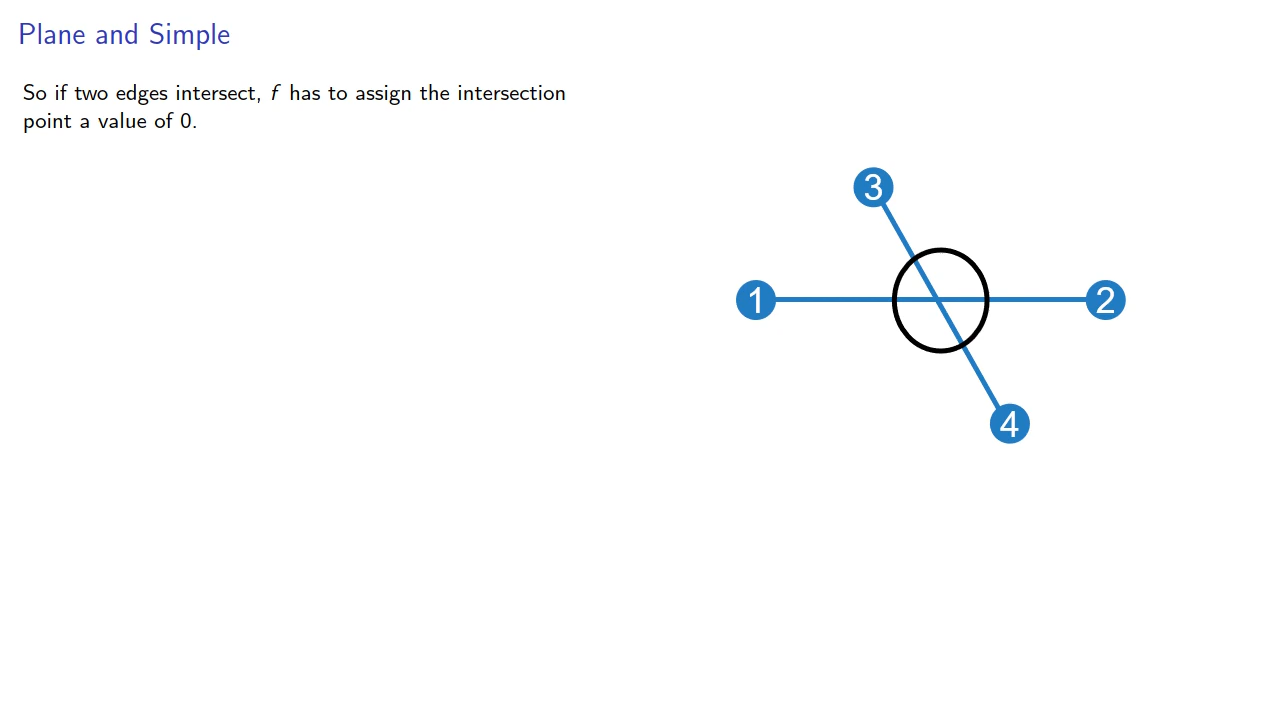 Plane and Simple
So if two edges intersect, f has to assign the intersection
point a value of 0.
3
1
2
4